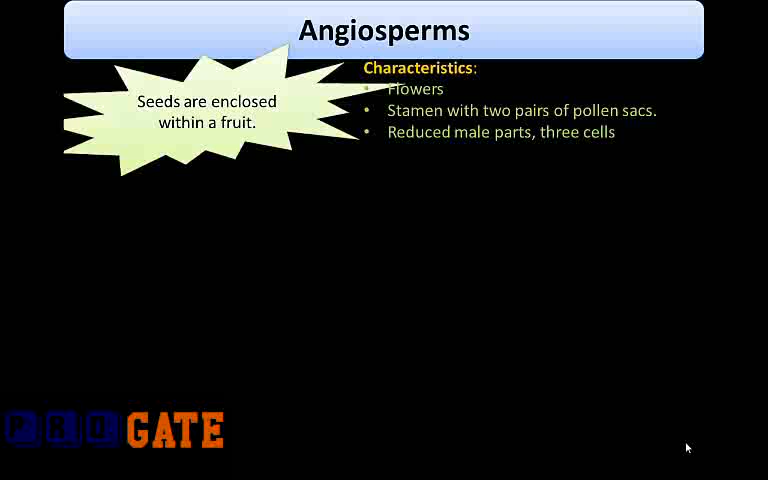 Angiosperms
Seeds are enclosed
within a fruit.
Characteristics:
• Flowers
• Stamen with two pairs of pollen sacs.
• Reduced male parts, three cells
PRO GATE